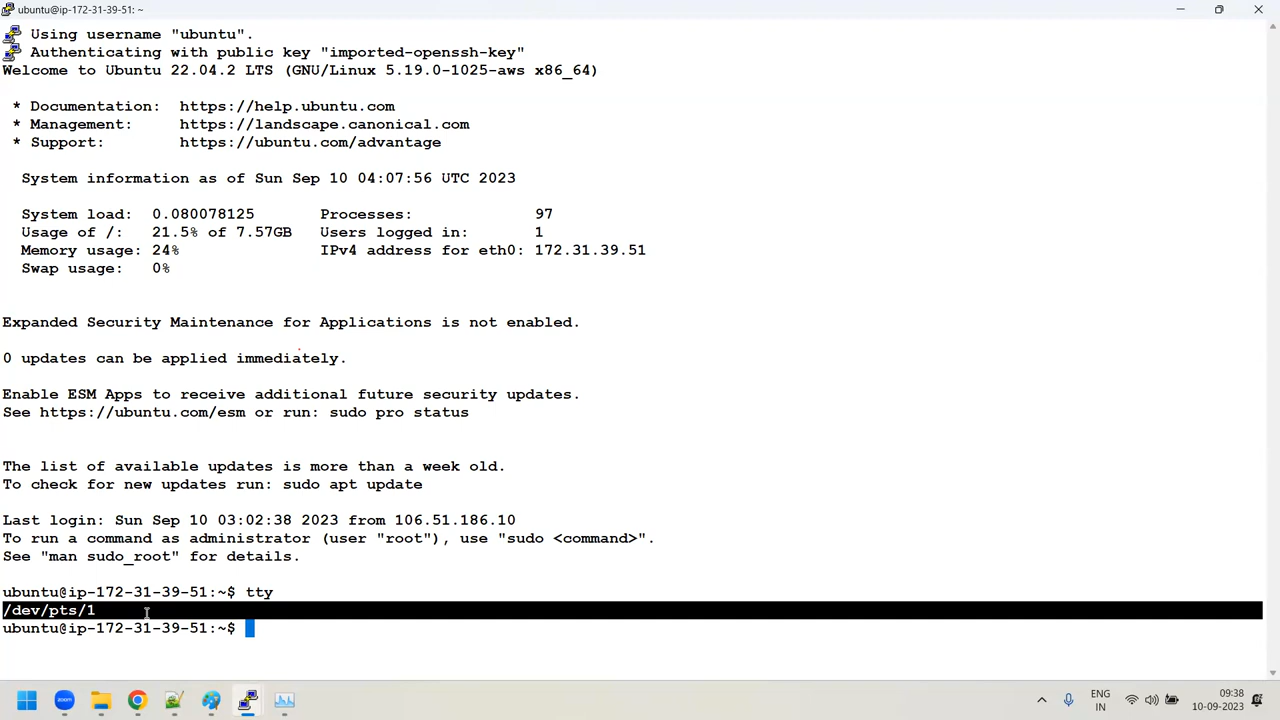 ubuntu@ip-172-31-39-51: ~
Using username "ubuntu".
Authenticating with public key "imported-openssh-key"
Welcome to Ubuntu 22.04.2 LTS (GNU/Linux 5.19.0-1025-aws x86_64)
* Documentation:  https://help.ubuntu.com
* Management:     https://landscape.canonical.com
* Support:        https://ubuntu.com/advantage
System information as of Sun Sep 10 04:07:56 UTC 2023
System load:  0.080078125       Processes:             97
Usage of /:   21.5% of 7.57GB   Users logged in:       1
Memory usage: 24%               IPv4 address for eth0: 172.31.39.51
Swap usage:   0%
Expanded Security Maintenance for Applications is not enabled.
0 updates can be applied immediately.
Enable ESM Apps to receive additional future security updates.
See https://ubuntu.com/esm or run: sudo pro status
The list of available updates is more than a week old.
To check for new updates run: sudo apt update
Last login: Sun Sep 10 03:02:38 2023 from 106.51.186.10
To run a command as administrator (user "root"), use "sudo <command>".
See "man sudo_root" for details.
ubuntu@ip-172-31-39-51:~$ tty
/dev/pts/1
ubuntu@ip-172-31-39-51:~$
zoom
ENG
IN
09:38
10-09-2023